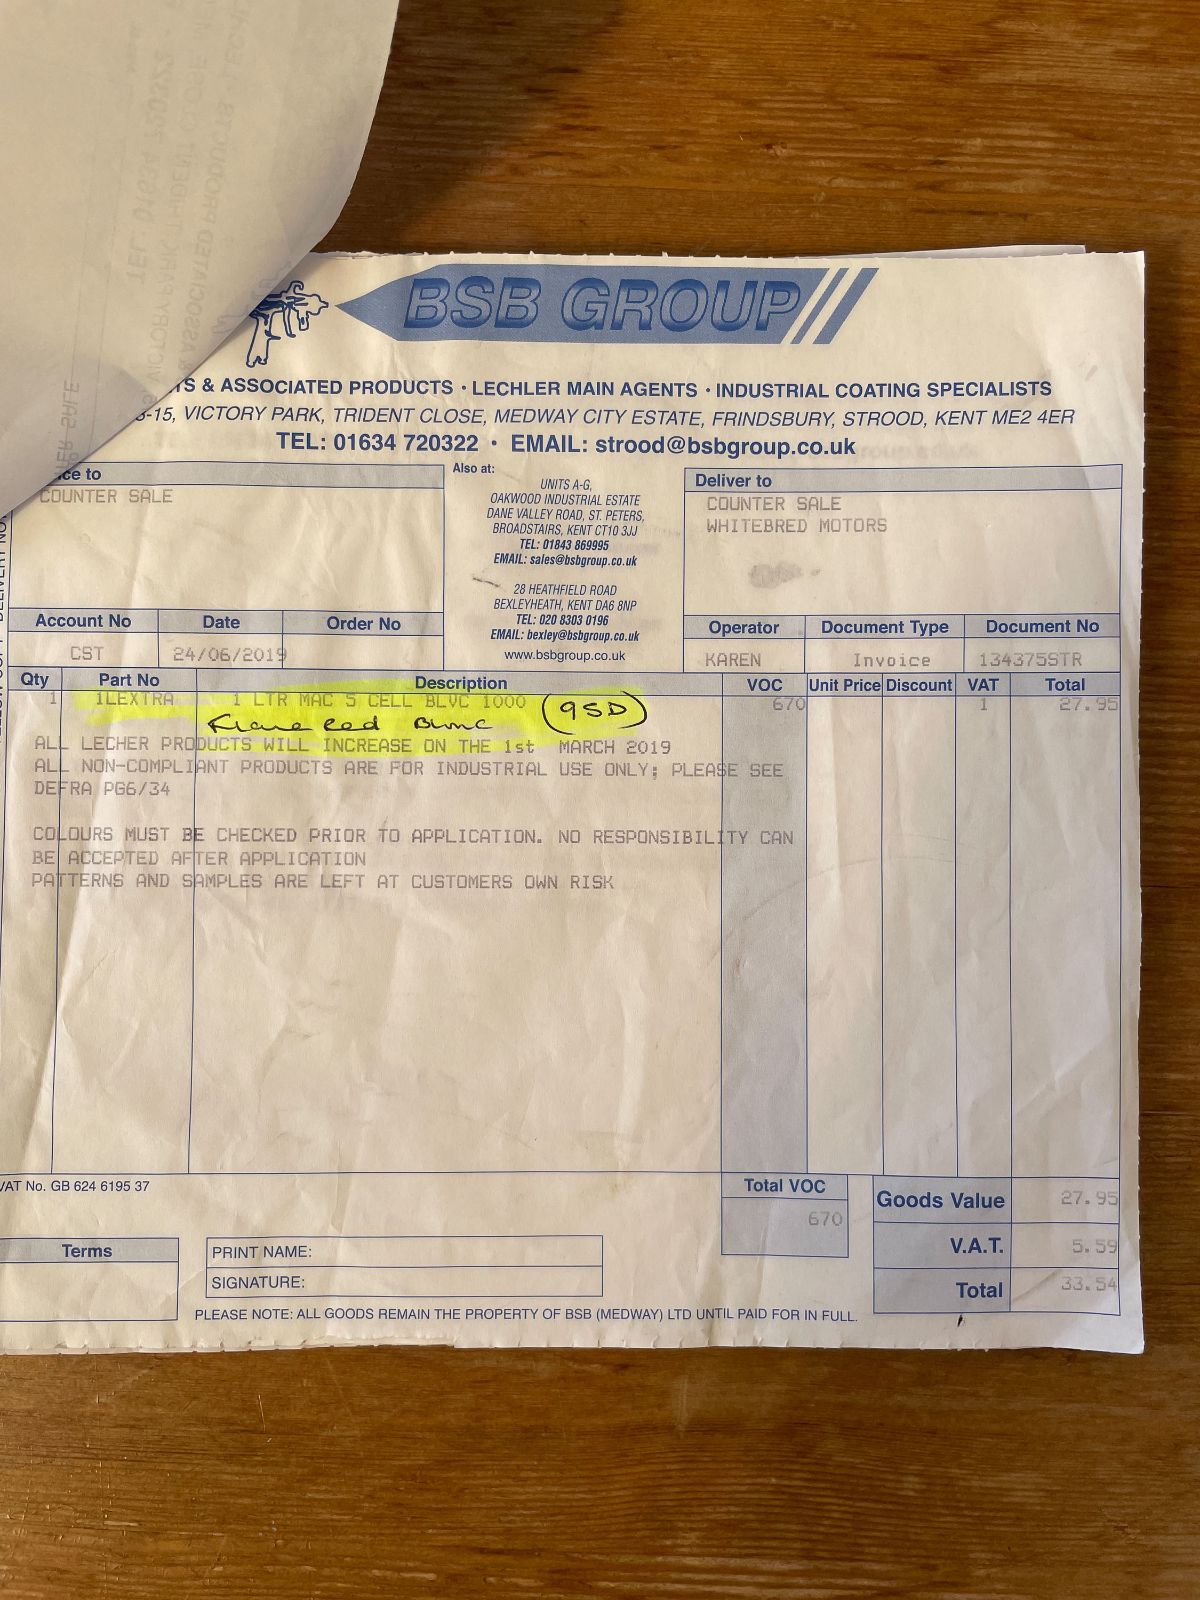 BSB GROUP
TS & ASSOCIATED PRODUCTS · LECHLER MAIN AGENTS · INDUSTRIAL COATING SPECIALISTS
3-15, VICTORY PARK, TRIDENT CLOSE, MEDWAY CITY ESTATE, FRINDSBURY, STROOD, KENT ME2 4ER
TEL: 01634 720322 • EMAIL: strood@bsbgroup.co.uk
ce to
COUNTER SALE
Also at:
UNITS A-G,
OAKWOOD INDUSTRIAL ESTATE
DANE VALLEY ROAD, ST. PETERS,
BROADSTAIRS, KENT CT10 3JJ
TEL: 01843 869995
EMAIL: sales@bsbgroup.co.uk
28 HEATHFIELD ROAD
BEXLEYHEATH, KENT DA6 8NP
TEL: 020 8303 0196
EMAIL: bexley@bsbgroup.co.uk
www.bsbgroup.co.uk
Deliver to
COUNTER SALE
WHITEBRED MOTORS
Account No Date Order No
CST 24/06/2019
Operator Document Type Document No
KAREN Invoice 134375STR
Qty Part No Description VOC Unit Price Discount VAT Total
1 1LEXTRA 1 LTR MAC S CELL BLVC 1000 (9SD) 670 1 27.95
Red
ALL LECHER PRODUCTS WILL INCREASE ON THE 1st MARCH 2019
ALL NON-COMPLIANT PRODUCTS ARE FOR INDUSTRIAL USE ONLY; PLEASE SEE
DEFRA PG6/34
COLOURS MUST BE CHECKED PRIOR TO APPLICATION. NO RESPONSIBILITY CAN
BE ACCEPTED AFTER APPLICATION
PATTERNS AND SAMPLES ARE LEFT AT CUSTOMERS OWN RISK
VAT No. GB 624 6195 37
Total VOC
670
Goods Value 27.95
V.A.T. 5.59
Total 33.54
Terms
PRINT NAME:
SIGNATURE:
PLEASE NOTE: ALL GOODS REMAIN THE PROPERTY OF BSB (MEDWAY) LTD UNTIL PAID FOR IN FULL.